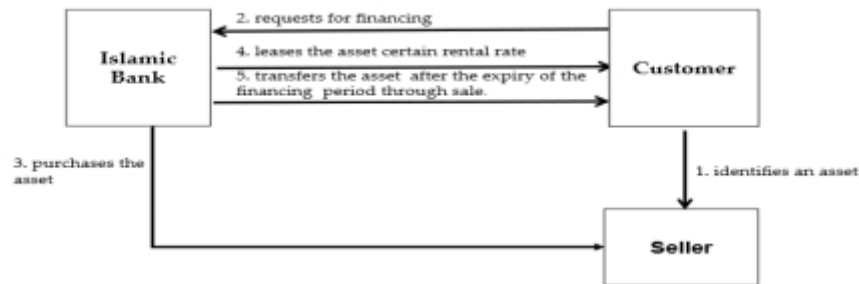 2. requests for financing
Islamic
Bank
4. leases the asset certain rental rate
5. transfers the asset after the expiry of the
financing period through sale.
Customer
3. purchases the
asset
1. identifies an asset
Seller